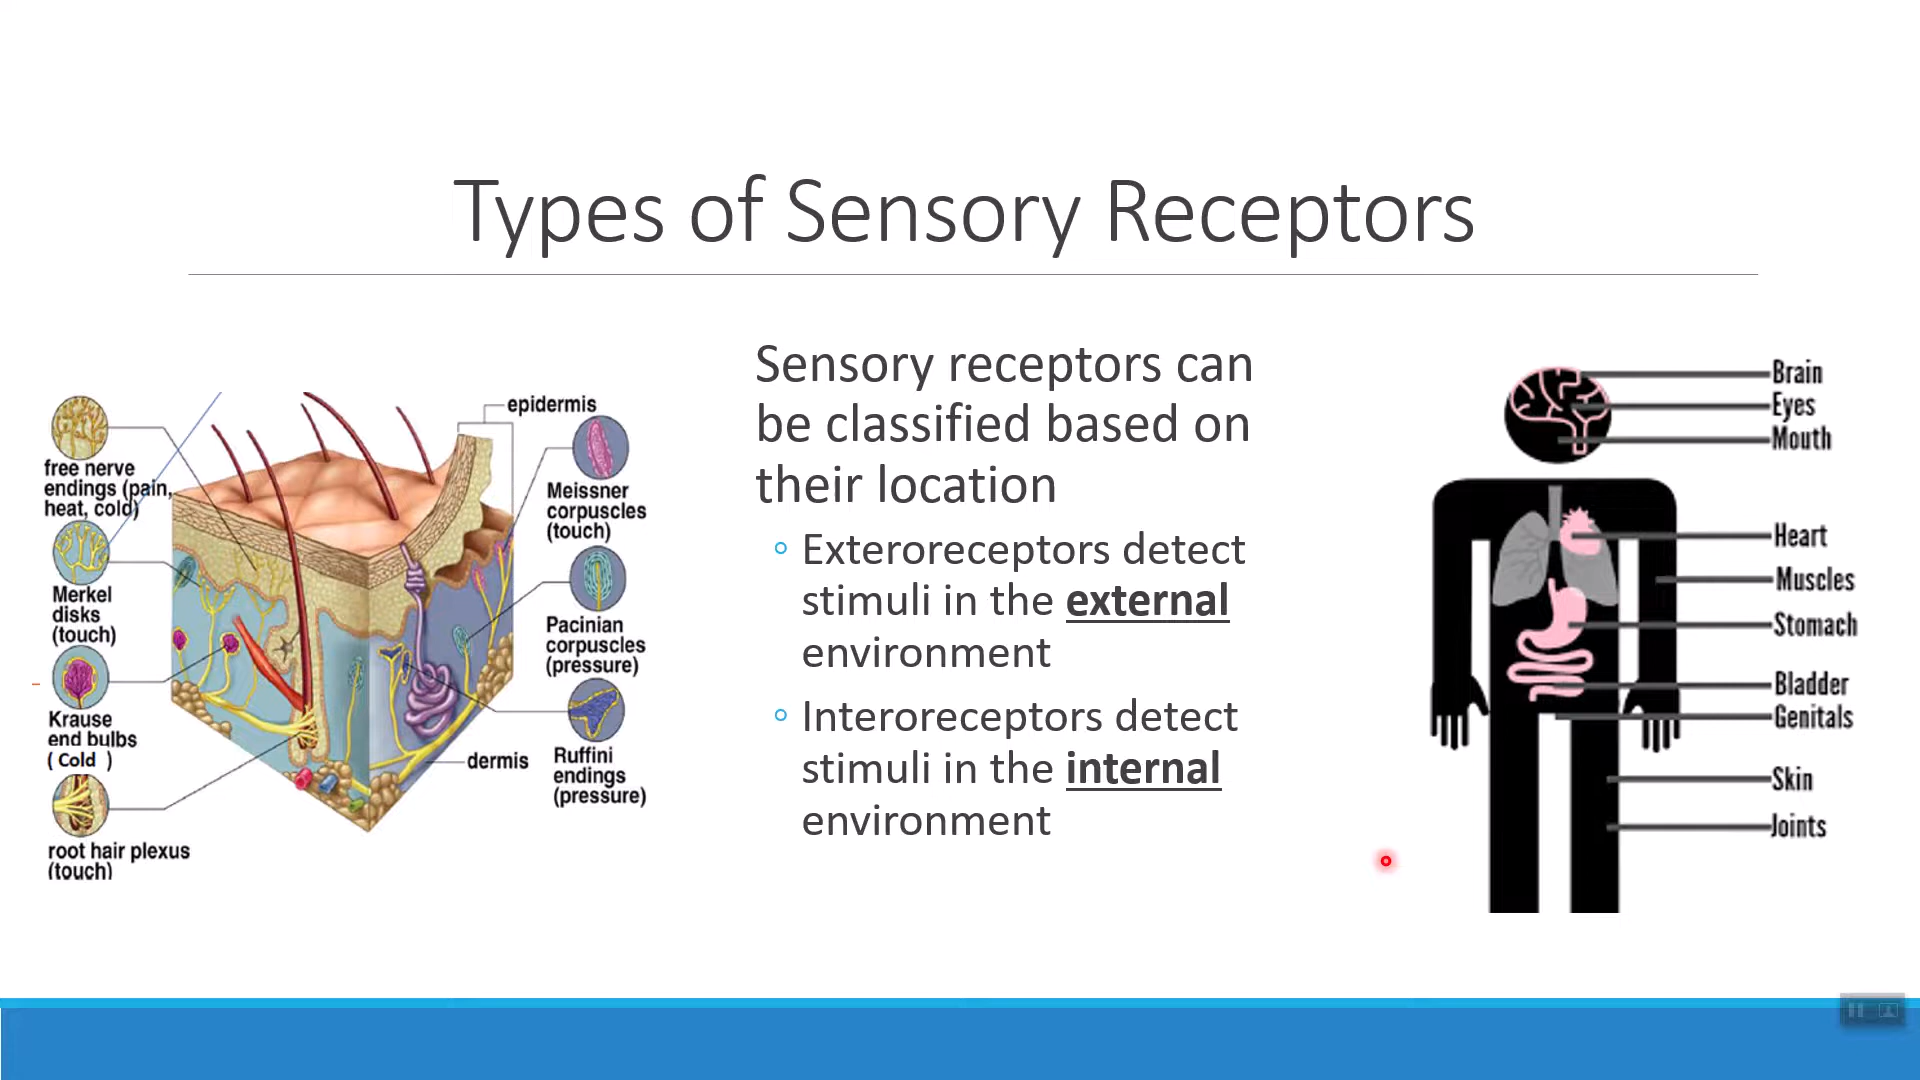 Types of Sensory Receptors
free nerve
endings (pain,
heat, cold)
Merkel
disks
(touch)
Krause
end bulbs
( Cold )
root hair plexus
(touch)
epidermis
Meissner
corpuscles
(touch)
Pacinian
corpuscles
(pressure)
Ruffini
endings
(pressure)
dermis
Sensory receptors can
be classified based on
their location
Exteroreceptors detect
stimuli in the external
environment
Interoreceptors detect
stimuli in the internal
environment
Brain
Eyes
Mouth
Heart
Muscles
Stomach
Bladder
Genitals
Skin
Joints